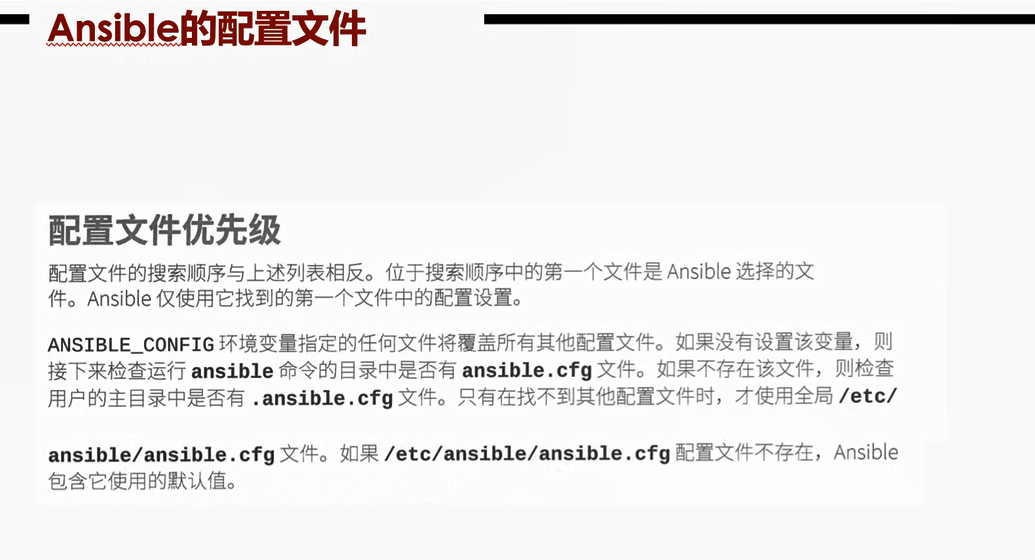 Ansible的配置文件
配置文件优先级
配置文件的搜索顺序与上述列表相反。位于搜索顺序中的第一个文件是 Ansible 选择的文
件。Ansible 仅使用它找到的第一个文件中的配置设置。
ANSIBLE_CONFIG 环境变量指定的任何文件将覆盖所有其他配置文件。如果没有设置该变量，则
接下来检查运行 ansible 命令的目录中是否有 ansible.cfg 文件。如果不存在该文件，则检查
用户的主目录中是否有 .ansible.cfg 文件。只有在找不到其他配置文件时，才使用全局 /etc/
ansible/ansible.cfg 文件。如果 /etc/ansible/ansible.cfg 配置文件不存在，Ansible
包含它使用的默认值。